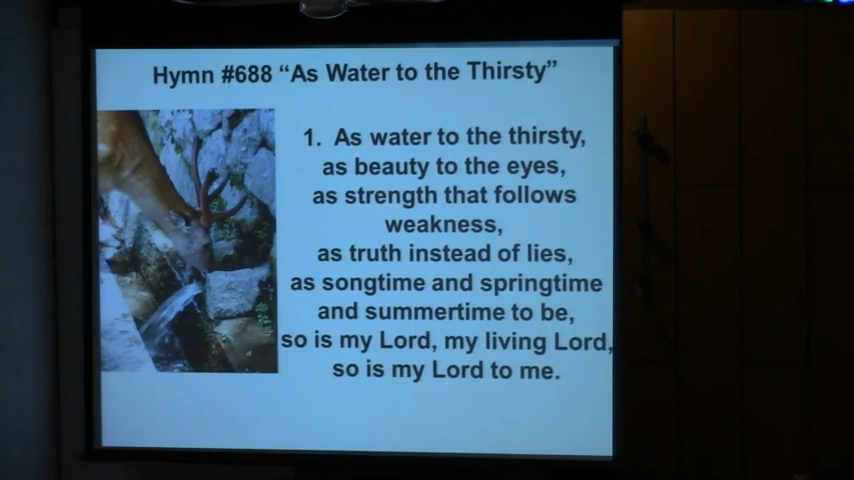 Hymn #688 “As Water to the Thirsty”
1. As water to the thirsty,
as beauty to the eyes,
as strength that follows
weakness,
as truth instead of lies,
as songtime and springtime
and summertime to be,
so is my Lord, my living Lord,
so is my Lord to me.